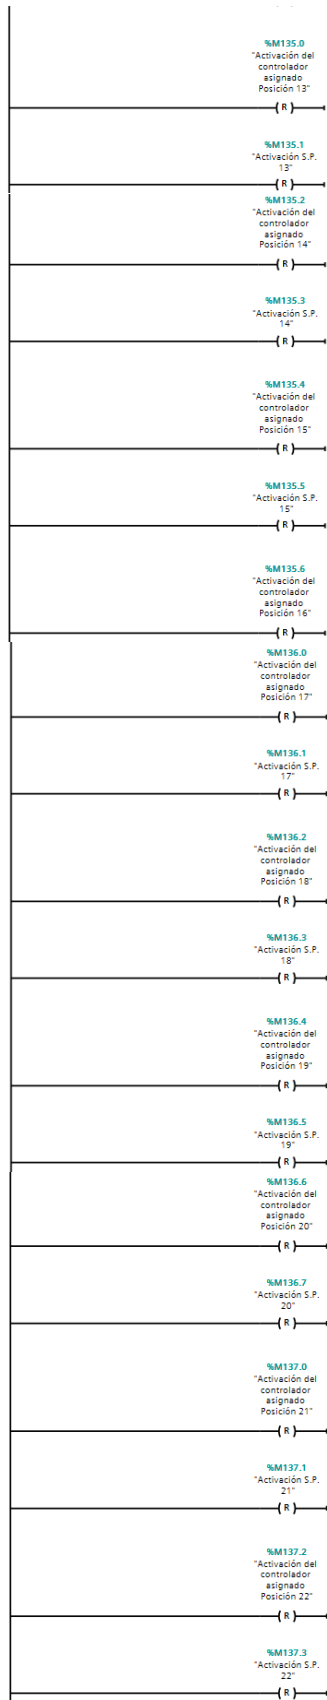 %M135.0
"Activación del
controlador
asignado
Posición 13"
( R )
%M135.1
"Activación S.P.
13"
( R )
%M135.2
"Activación del
controlador
asignado
Posición 14"
( R )
%M135.3
"Activación S.P.
14"
( R )
%M135.4
"Activación del
controlador
asignado
Posición 15"
( R )
%M135.5
"Activación S.P.
15"
( R )
%M135.6
"Activación del
controlador
asignado
Posición 16"
( R )
%M136.0
"Activación del
controlador
asignado
Posición 17"
( R )
%M136.1
"Activación S.P.
17"
( R )
%M136.2
"Activación del
controlador
asignado
Posición 18"
( R )
%M136.3
"Activación S.P.
18"
( R )
%M136.4
"Activación del
controlador
asignado
Posición 19"
( R )
%M136.5
"Activación S.P.
19"
( R )
%M136.6
"Activación del
controlador
asignado
Posición 20"
( R )
%M136.7
"Activación S.P.
20"
( R )
%M137.0
"Activación del
controlador
asignado
Posición 21"
( R )
%M137.1
"Activación S.P.
21"
( R )
%M137.2
"Activación del
controlador
asignado
Posición 22"
( R )
%M137.3
"Activación S.P.
22"
( R )